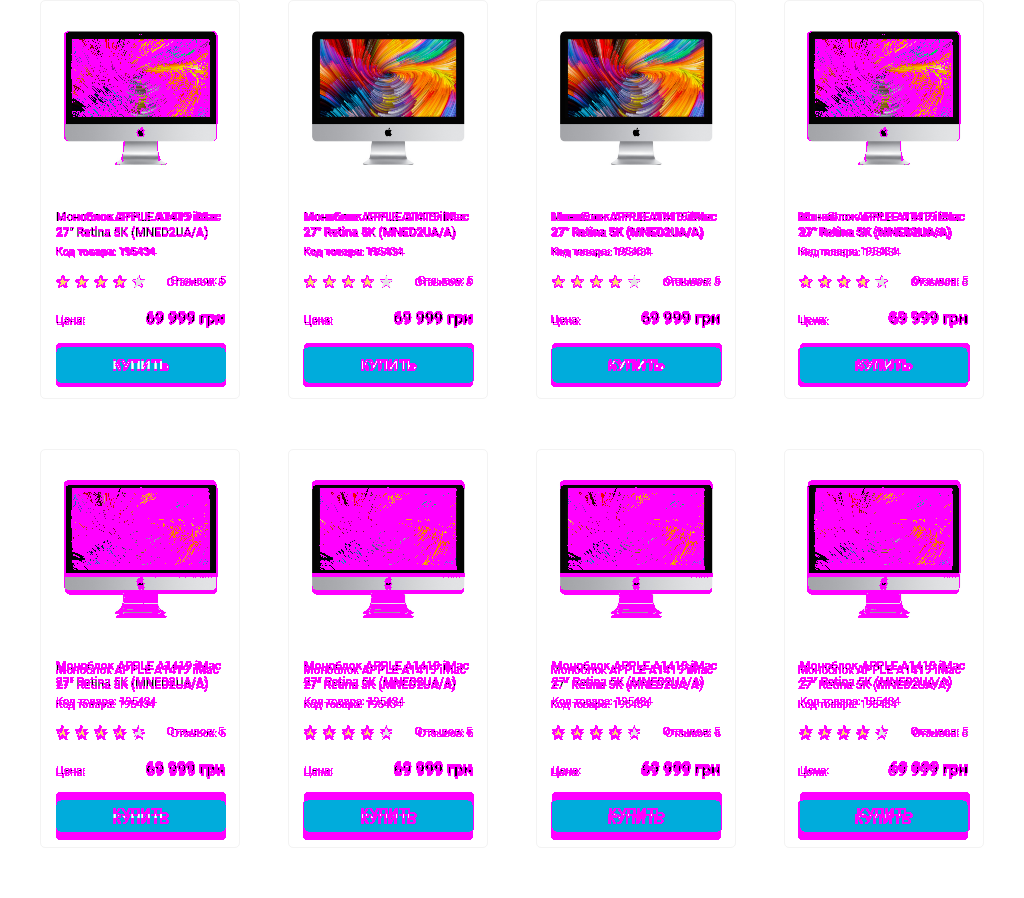 Моноблок APPLE A1419 iMac Моноблок APPLE A1419 iMac Моноблок APPLE A1419 iMac Моноблок APPLE A1419 iMac
27" Retina 5K (MNED2UA/A) 27" Retina 5K (MNED2UA/A) 27" Retina 5K (MNED2UA/A) 27" Retina 5K (MNED2UA/A)
Код товара: 195434 Код товара: 195434 Код товара: 195434 Код товара: 195434
Отзывов: 5 Отзывов: 5 Отзывов: 5 Отзывов: 5
Цена: 69 999 грн Цена: 69 999 грн Цена: 69 999 грн Цена: 69 999 грн
КУПИТЬ КУПИТЬ КУПИТЬ КУПИТЬ
Моноблок APPLE A1419 iMac Моноблок APPLE A1419 iMac Моноблок APPLE A1419 iMac Моноблок APPLE A1419 iMac
27" Retina 5K (MNED2UA/A) 27" Retina 5K (MNED2UA/A) 27" Retina 5K (MNED2UA/A) 27" Retina 5K (MNED2UA/A)
Код товара: 195434 Код товара: 195434 Код товара: 195434 Код товара: 195434
Отзывов: 5 Отзывов: 5 Отзывов: 5 Отзывов: 5
Цена: 69 999 грн Цена: 69 999 грн Цена: 69 999 грн Цена: 69 999 грн
КУПИТЬ КУПИТЬ КУПИТЬ КУПИТЬ